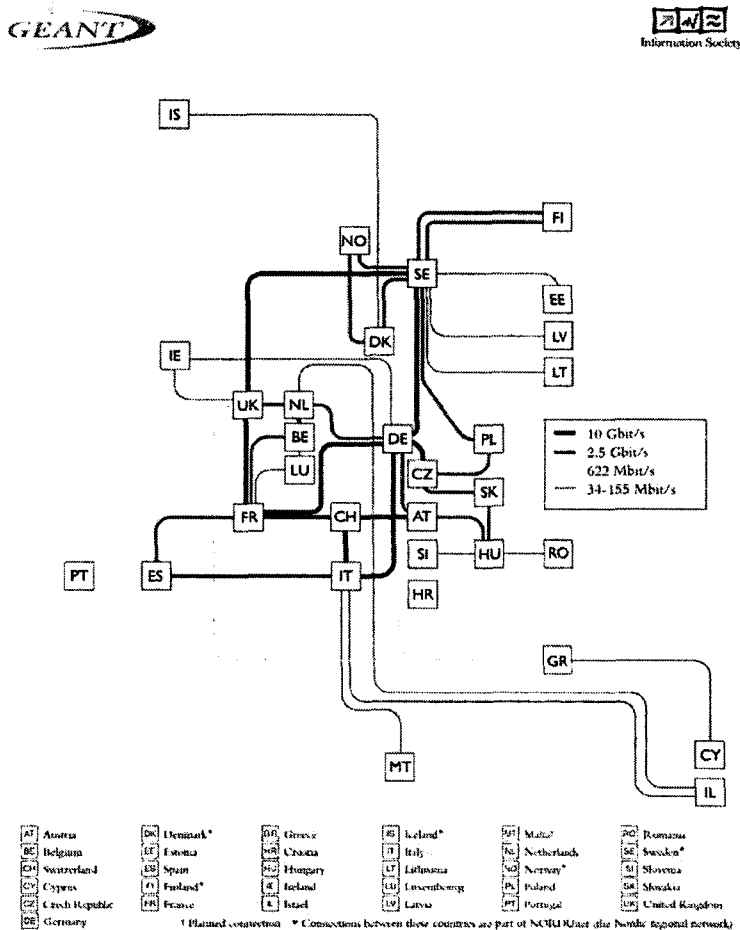 GEANT
Information Society
IS
FI
NO
SE
EE
DK
LV
IE
LT
UK
NL
DE
BE
PL
10 Gbit/s
2.5 Gbit/s
622 Mbit/s
34-155 Mbit/s
LU
CZ
SK
FR
CH
AT
SI
HU
RO
PT
ES
IT
HR
GR
CY
MT
IL
AT Austria
BE Belgium
CH Switzerland
CY Cyprus
CZ Czech Republic
DE Germany
DK Denmark*
EE Estonia
ES Spain
FI Finland*
FR France
GR Greece
HR Croatia
HU Hungary
IE Ireland
IL Israel
IS Iceland*
IT Italy
LT Lithuania
LU Luxembourg
LV Latvia
MT Malta†
NL Netherlands
NO Norway*
PL Poland
PT Portugal
RO Romania
SE Sweden*
SI Slovenia
SK Slovakia
UK United Kingdom
† Planned connection * Connections between these countries are part of NORDUnet (the Nordic regional network)